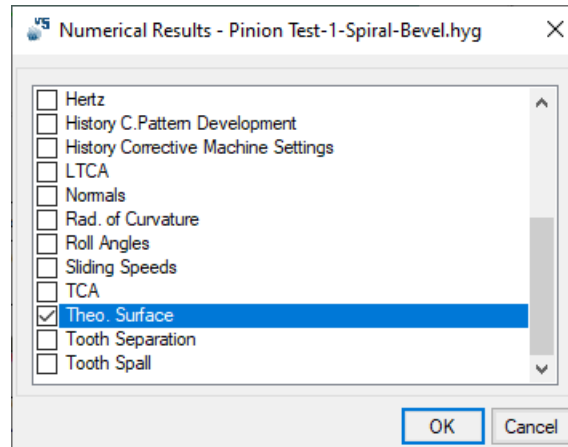 V5 Numerical Results - Pinion Test-1-Spiral-Bevel.hyg
Hertz
History C.Pattern Development
History Corrective Machine Settings
LTCA
Normals
Rad. of Curvature
Roll Angles
Sliding Speeds
TCA
Theo. Surface
Tooth Separation
Tooth Spall
OK Cancel